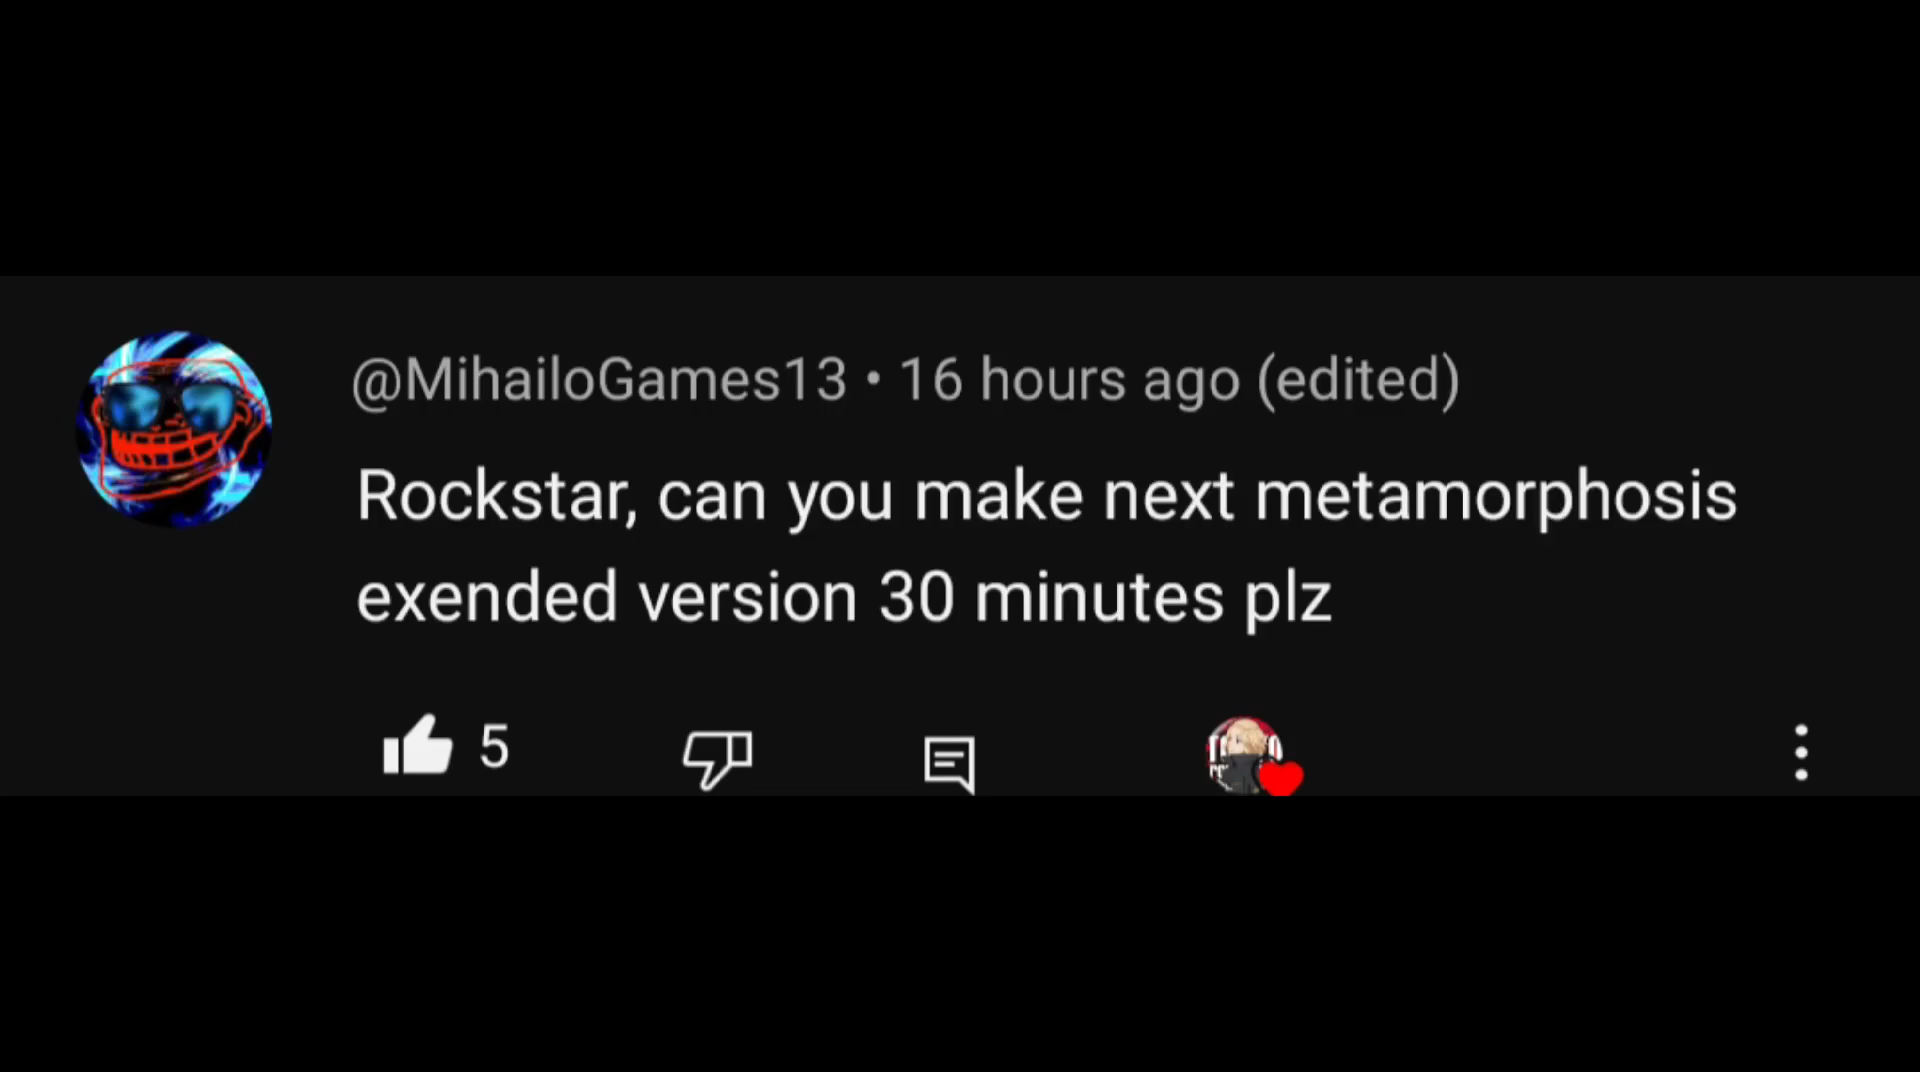 @MihailoGames13 • 16 hours ago (edited)
Rockstar, can you make next metamorphosis
exended version 30 minutes plz
5